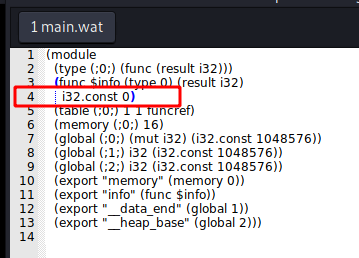 1 main.wat
1 (module
2 (type (;0;) (func (result i32)))
3 (func $info (type 0) (result i32)
4 i32.const 0)
5 (table (;0;) 1 1 funcref)
6 (memory (;0;) 16)
7 (global (;0;) (mut i32) (i32.const 1048576))
8 (global (;1;) i32 (i32.const 1048576))
9 (global (;2;) i32 (i32.const 1048576))
10 (export "memory" (memory 0))
11 (export "info" (func $info))
12 (export "__data_end" (global 1))
13 (export "__heap_base" (global 2)))
14